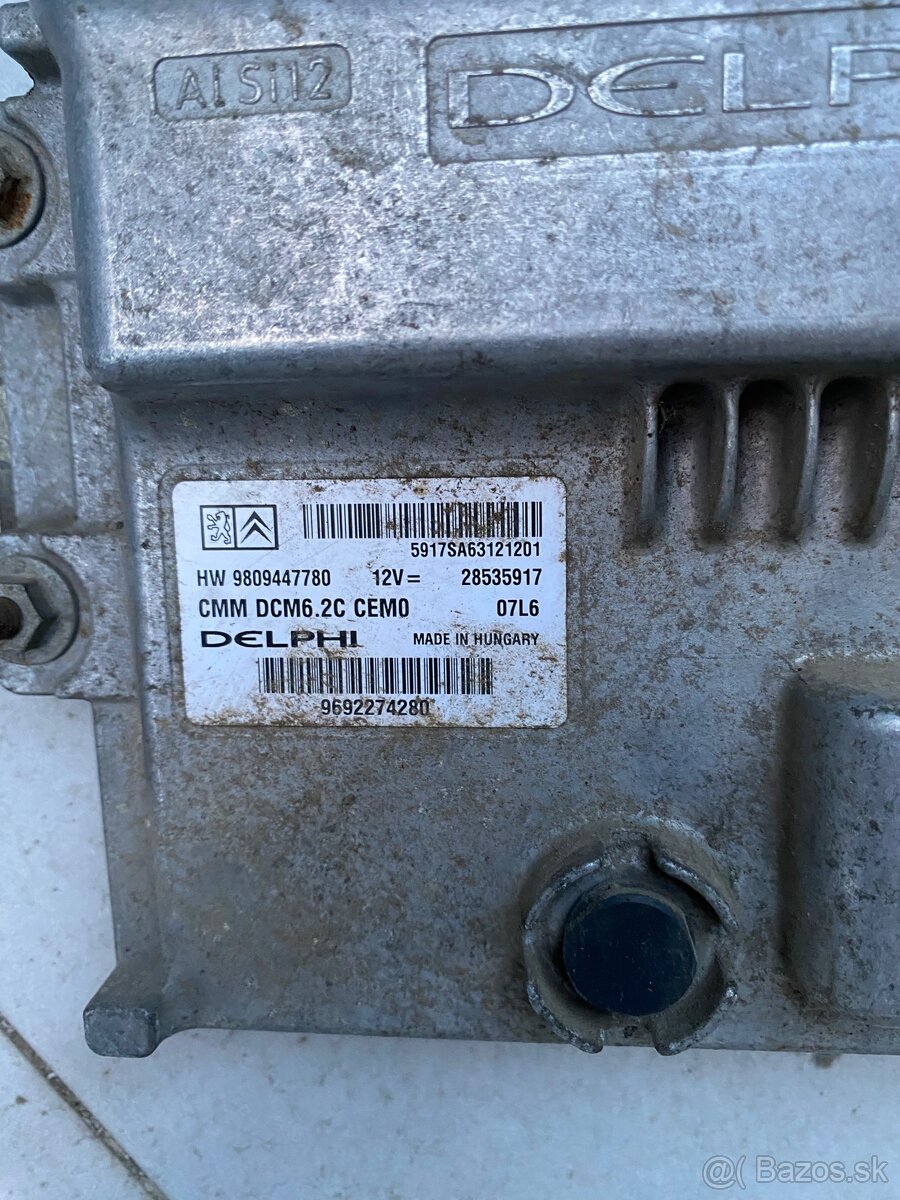 AlSi12
DELP
5917SA63121201
HW 9809447780 12V= 28535917
CMM DCM6.2C CEM0 07L6
DELPHI MADE IN HUNGARY
9692274280
@( Bazos.sk